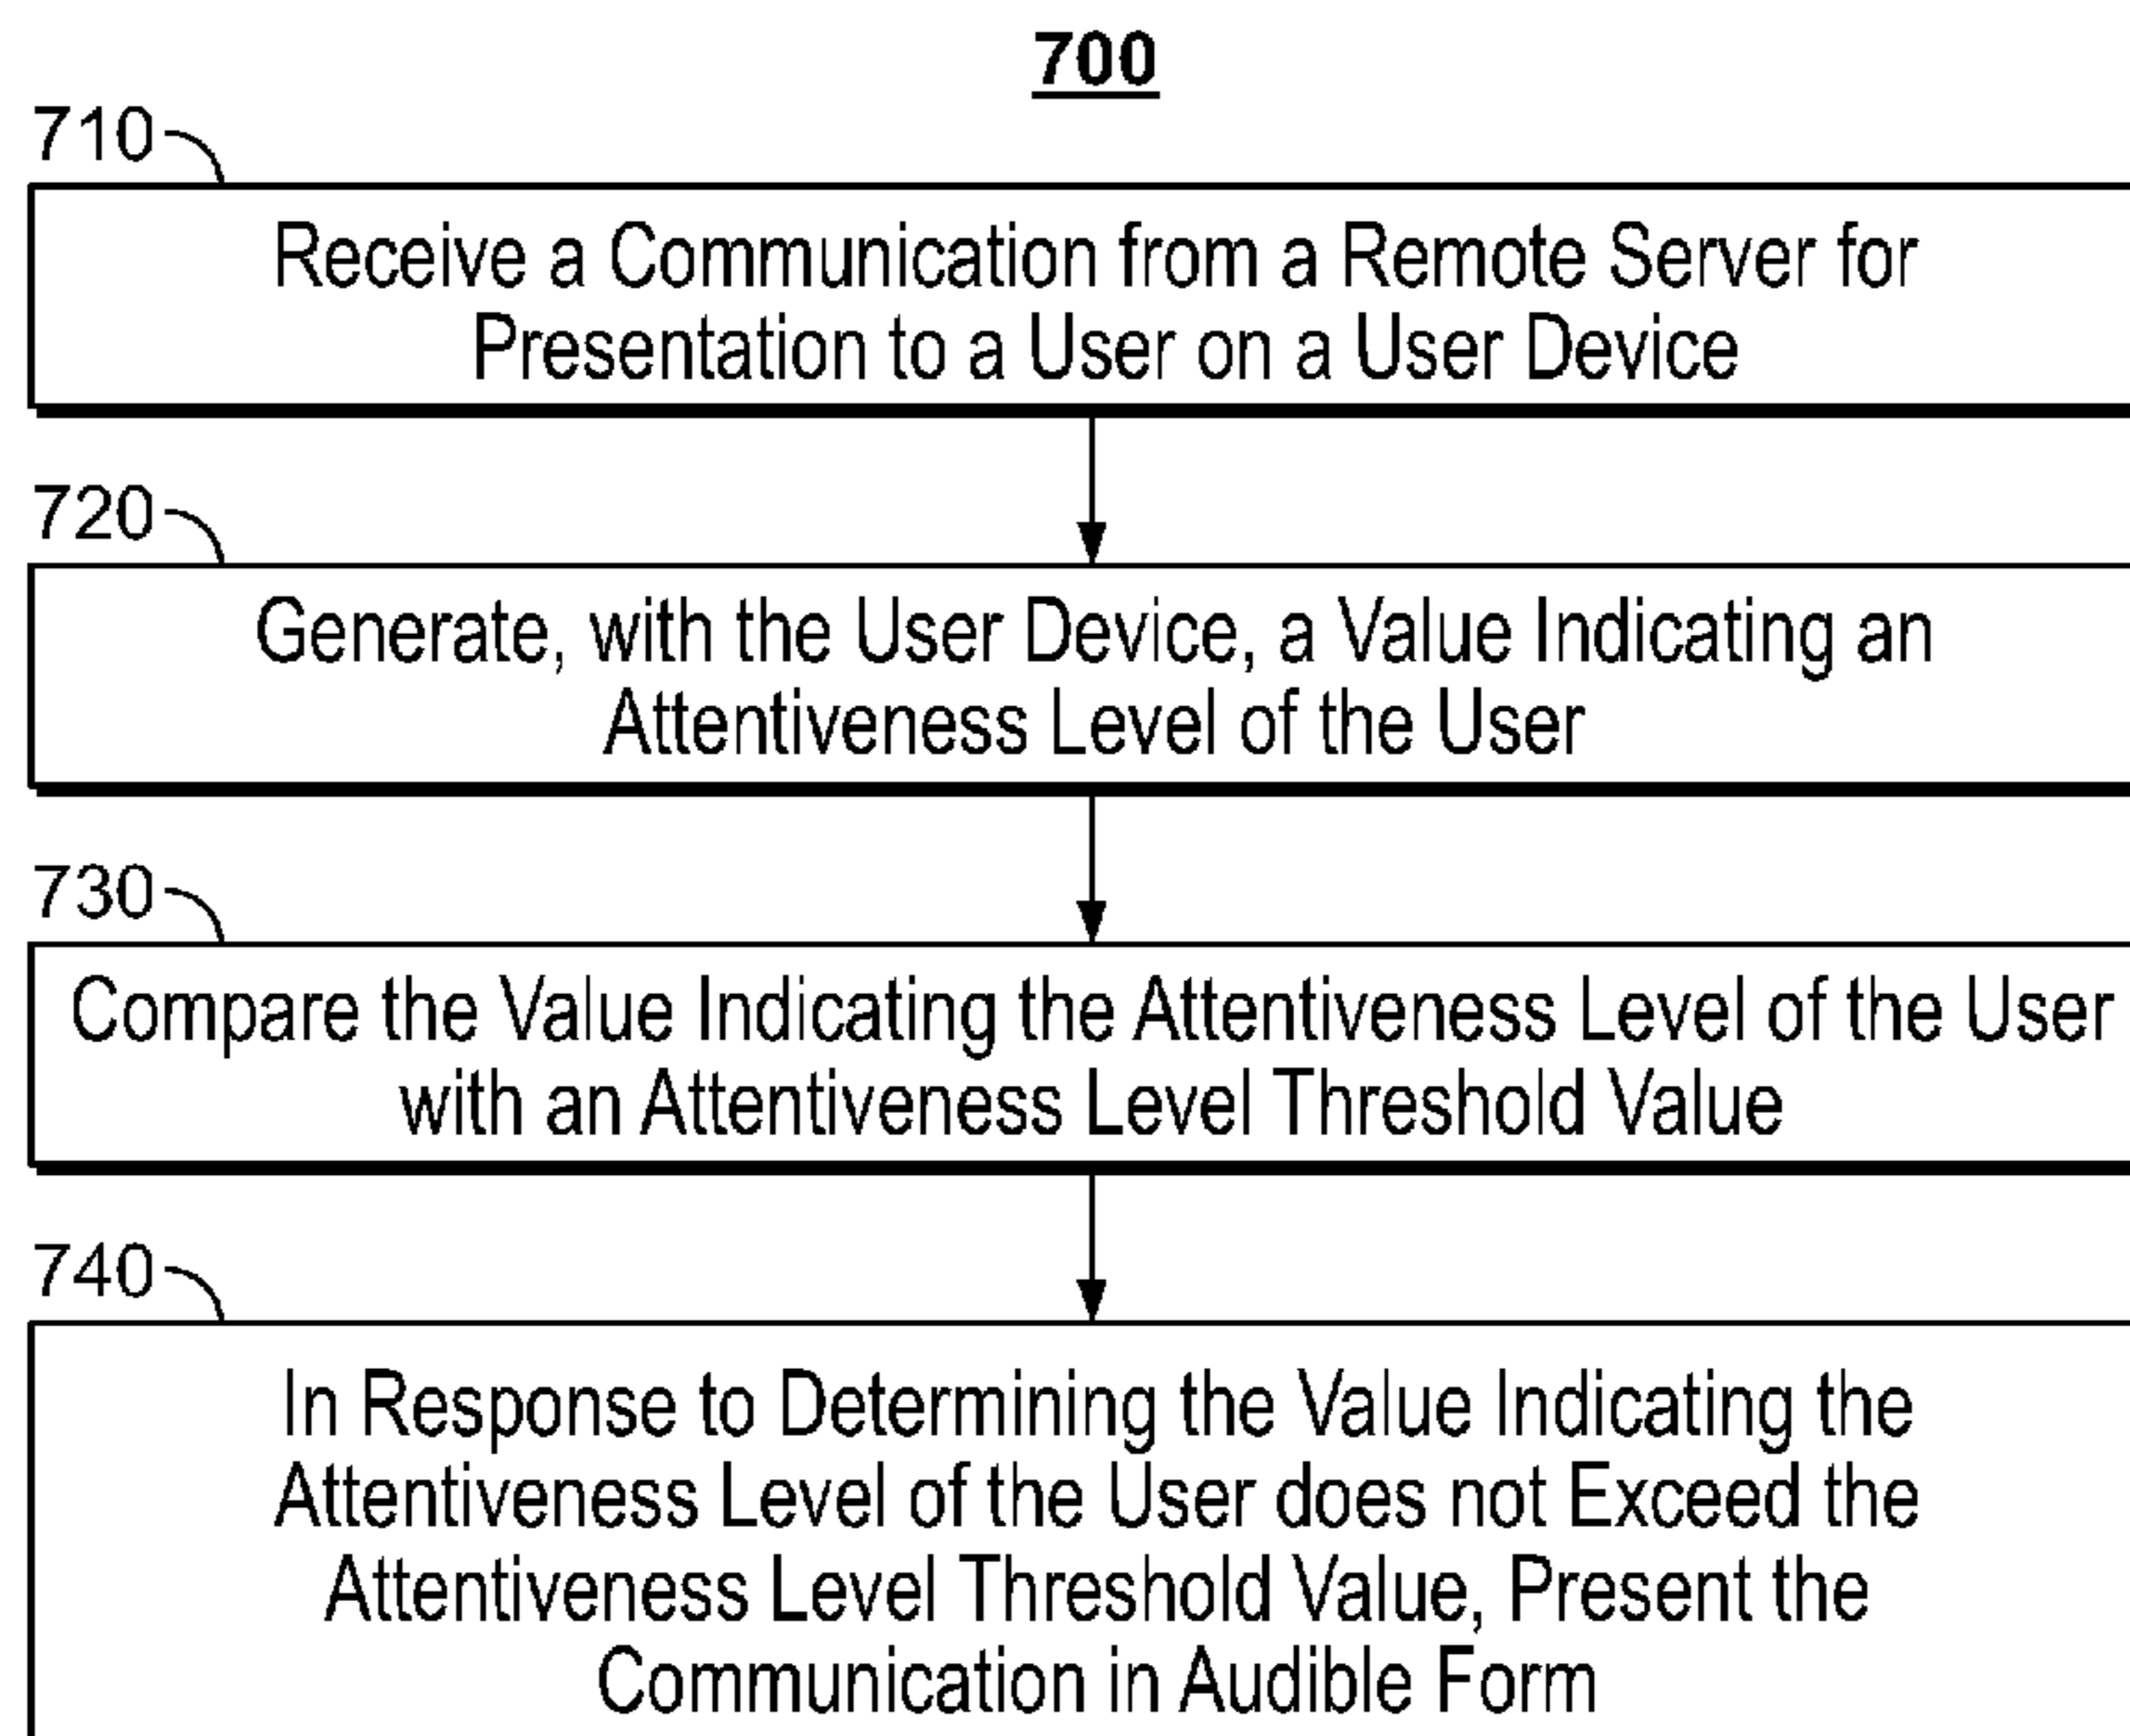 700
710
Receive a Communication from a Remote Server for
Presentation to a User on a User Device
720
Generate, with the User Device, a Value Indicating an
Attentiveness Level of the User
730
Compare the Value Indicating the Attentiveness Level of the User
with an Attentiveness Level Threshold Value
740
In Response to Determining the Value Indicating the
Attentiveness Level of the User does not Exceed the
Attentiveness Level Threshold Value, Present the
Communication in Audible Form